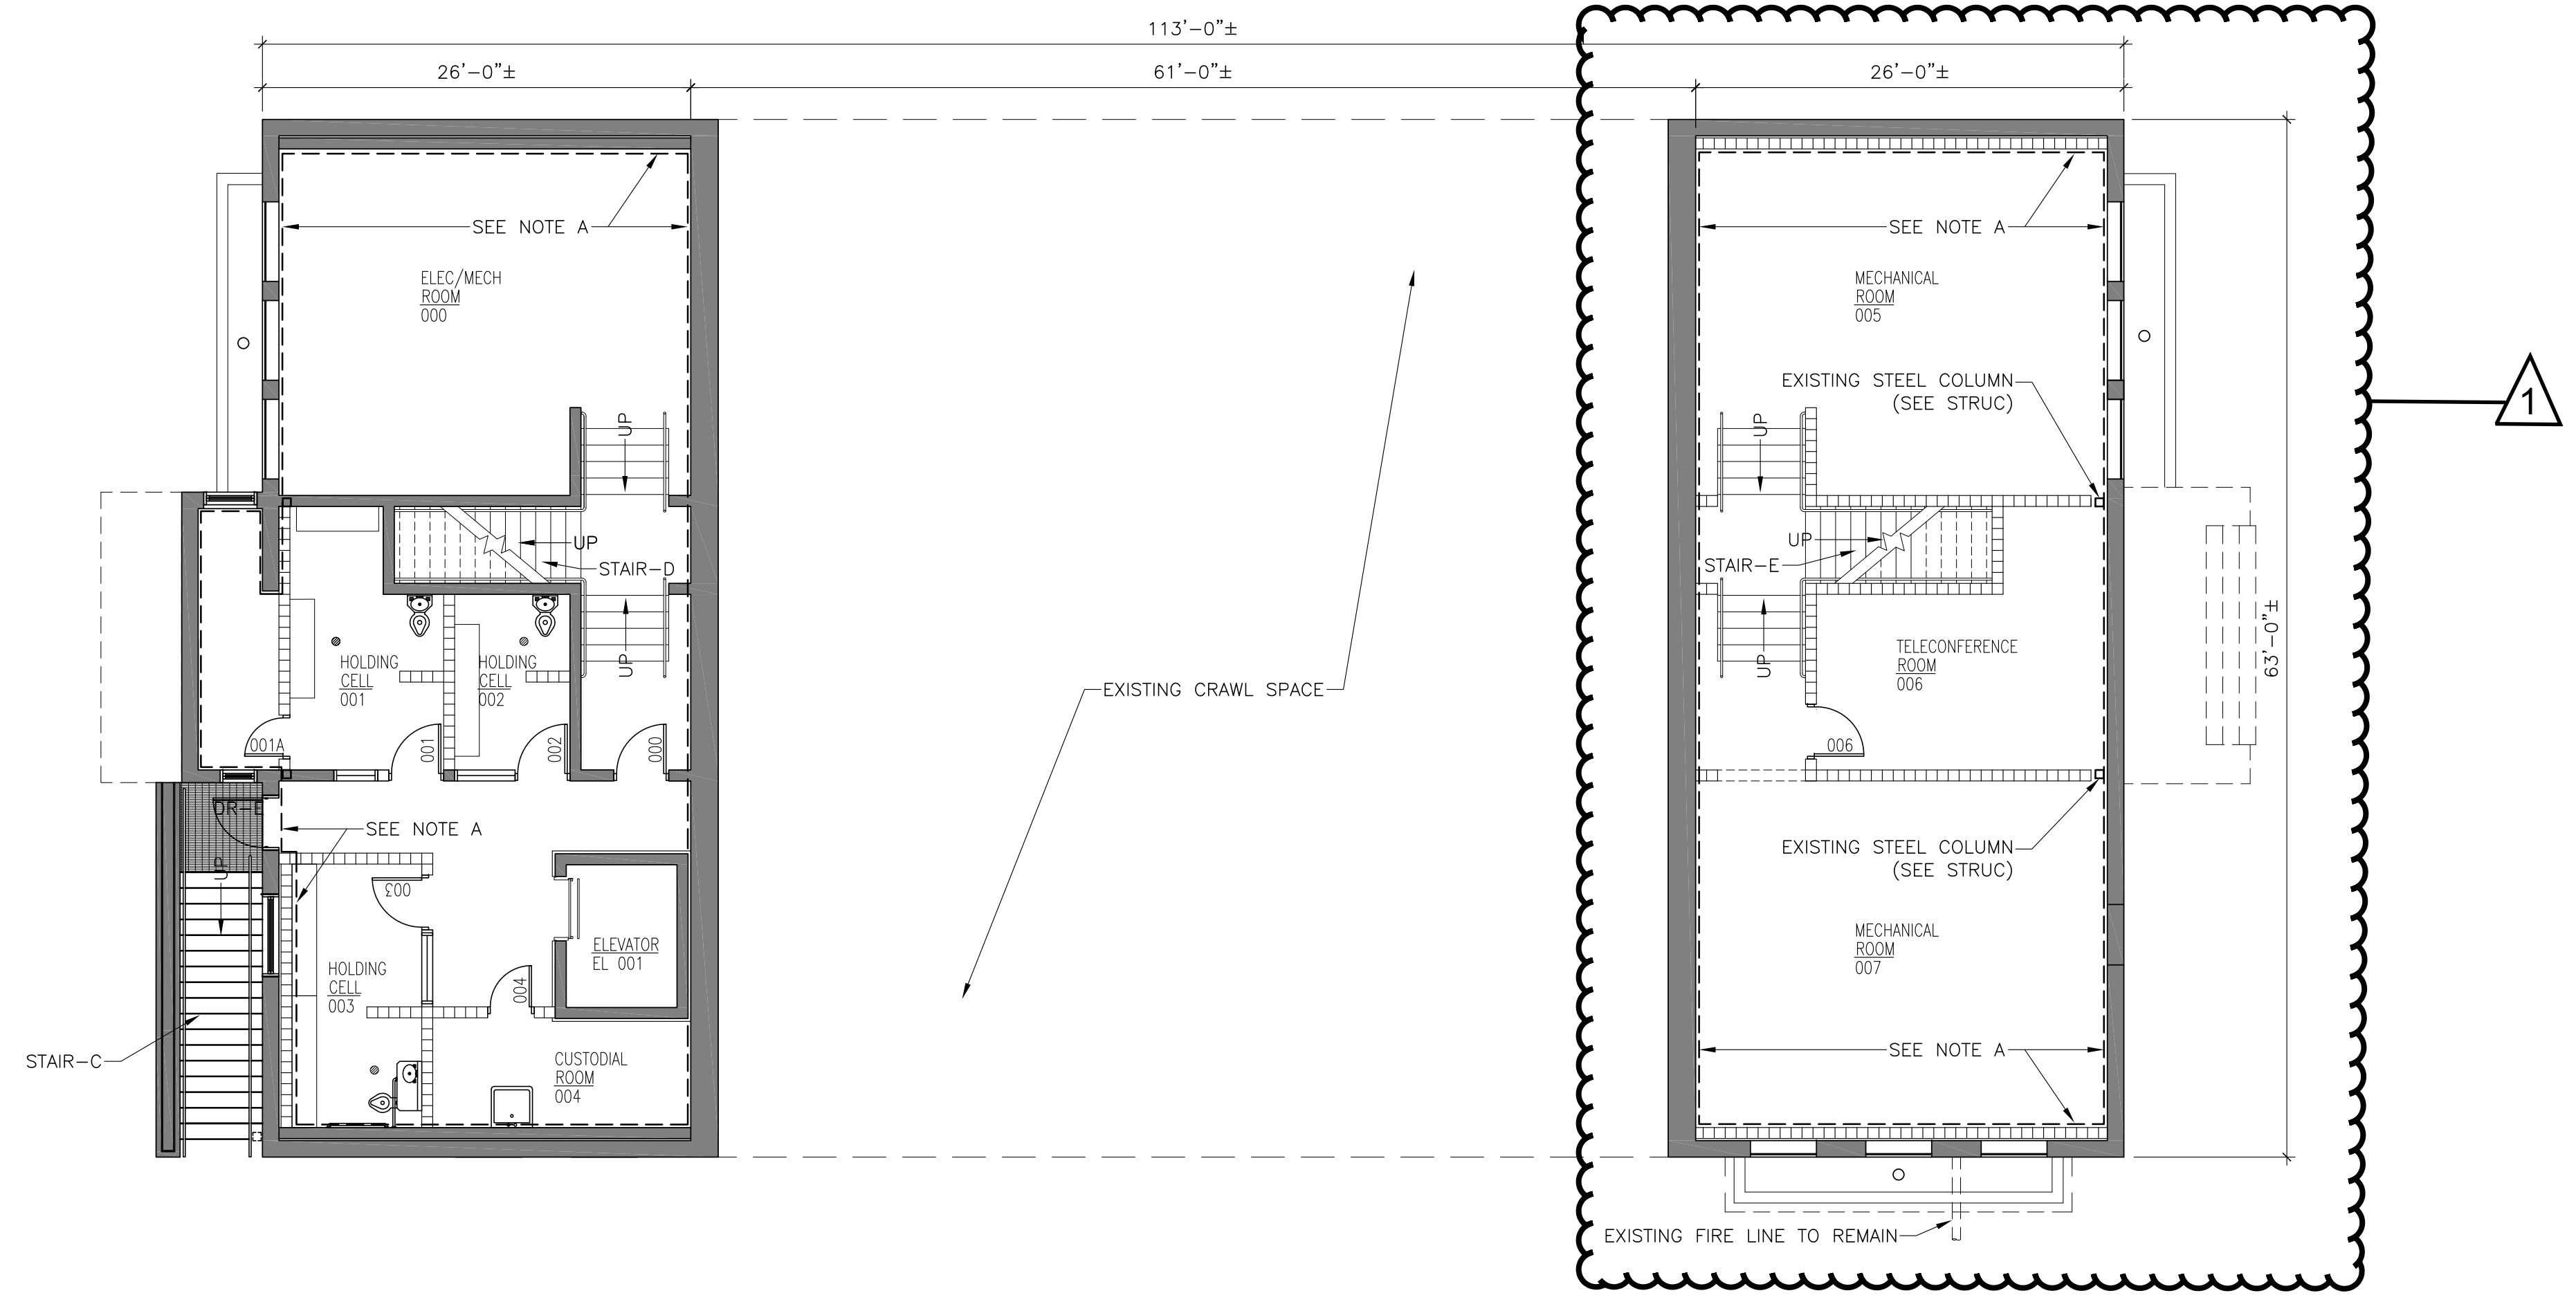 113'-0"±
26'-0"±
61'-0"±
26'-0"±
SEE NOTE A
ELEC/MECH
ROOM
000
UP
UP
STAIR-D
UP
HOLDING
CELL
001
HOLDING
CELL
002
001A
001
002
000
DR-E
UP
SEE NOTE A
003
HOLDING
CELL
003
004
ELEVATOR
EL 001
STAIR-C
CUSTODIAL
ROOM
004
EXISTING CRAWL SPACE
SEE NOTE A
MECHANICAL
ROOM
005
EXISTING STEEL COLUMN
(SEE STRUC)
UP
UP
STAIR-E
UP
TELECONFERENCE
ROOM
006
006
63'-0"±
EXISTING STEEL COLUMN
(SEE STRUC)
MECHANICAL
ROOM
007
SEE NOTE A
EXISTING FIRE LINE TO REMAIN
1